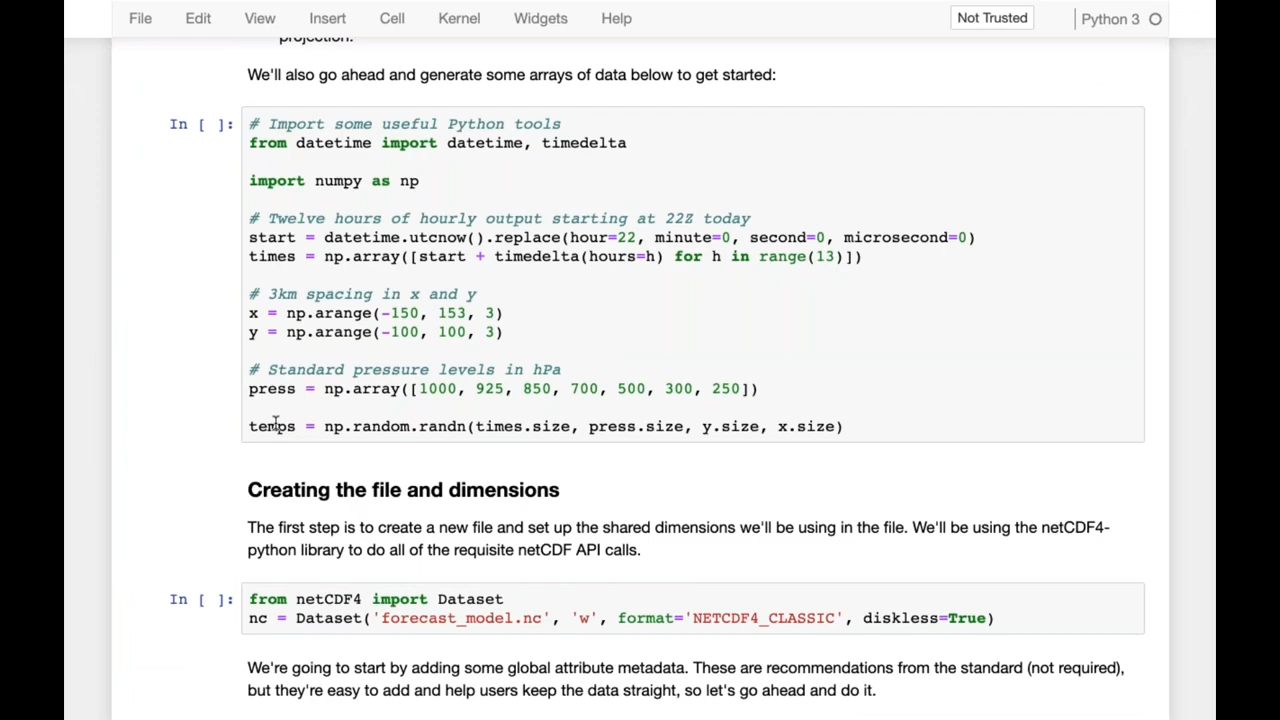 File Edit View Insert Cell Kernel Widgets Help Not Trusted Python 3
projection.
We'll also go ahead and generate some arrays of data below to get started:
In [ ]:
# Import some useful Python tools
from datetime import datetime, timedelta
import numpy as np
# Twelve hours of hourly output starting at 22Z today
start = datetime.utcnow().replace(hour=22, minute=0, second=0, microsecond=0)
times = np.array([start + timedelta(hours=h) for h in range(13)])
# 3km spacing in x and y
x = np.arange(-150, 153, 3)
y = np.arange(-100, 100, 3)
# Standard pressure levels in hPa
press = np.array([1000, 925, 850, 700, 500, 300, 250])
temps = np.random.randn(times.size, press.size, y.size, x.size)
Creating the file and dimensions
The first step is to create a new file and set up the shared dimensions we'll be using in the file. We'll be using the netCDF4-
python library to do all of the requisite netCDF API calls.
In [ ]:
from netCDF4 import Dataset
nc = Dataset('forecast_model.nc', 'w', format='NETCDF4_CLASSIC', diskless=True)
We're going to start by adding some global attribute metadata. These are recommendations from the standard (not required),
but they're easy to add and help users keep the data straight, so let's go ahead and do it.